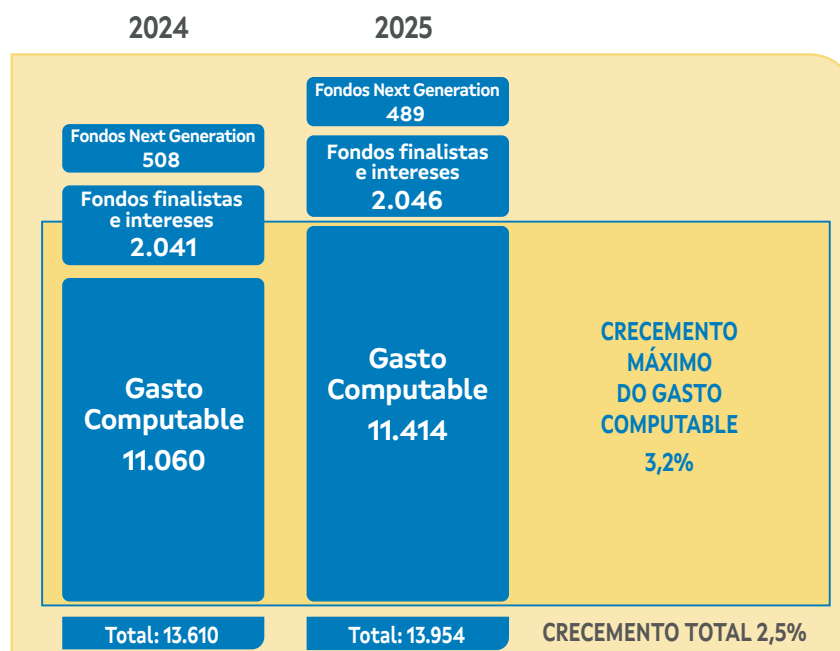 2024
2025
Fondos Next Generation
508
Fondos finalistas
e intereses
2.041
Gasto
Computable
11.060
Total: 13.610
Fondos Next Generation
489
Fondos finalistas
e intereses
2.046
Gasto
Computable
11.414
Total: 13.954
CRECEMENTO
MÁXIMO
DO GASTO
COMPUTABLE
3,2%
CRECEMENTO TOTAL 2,5%